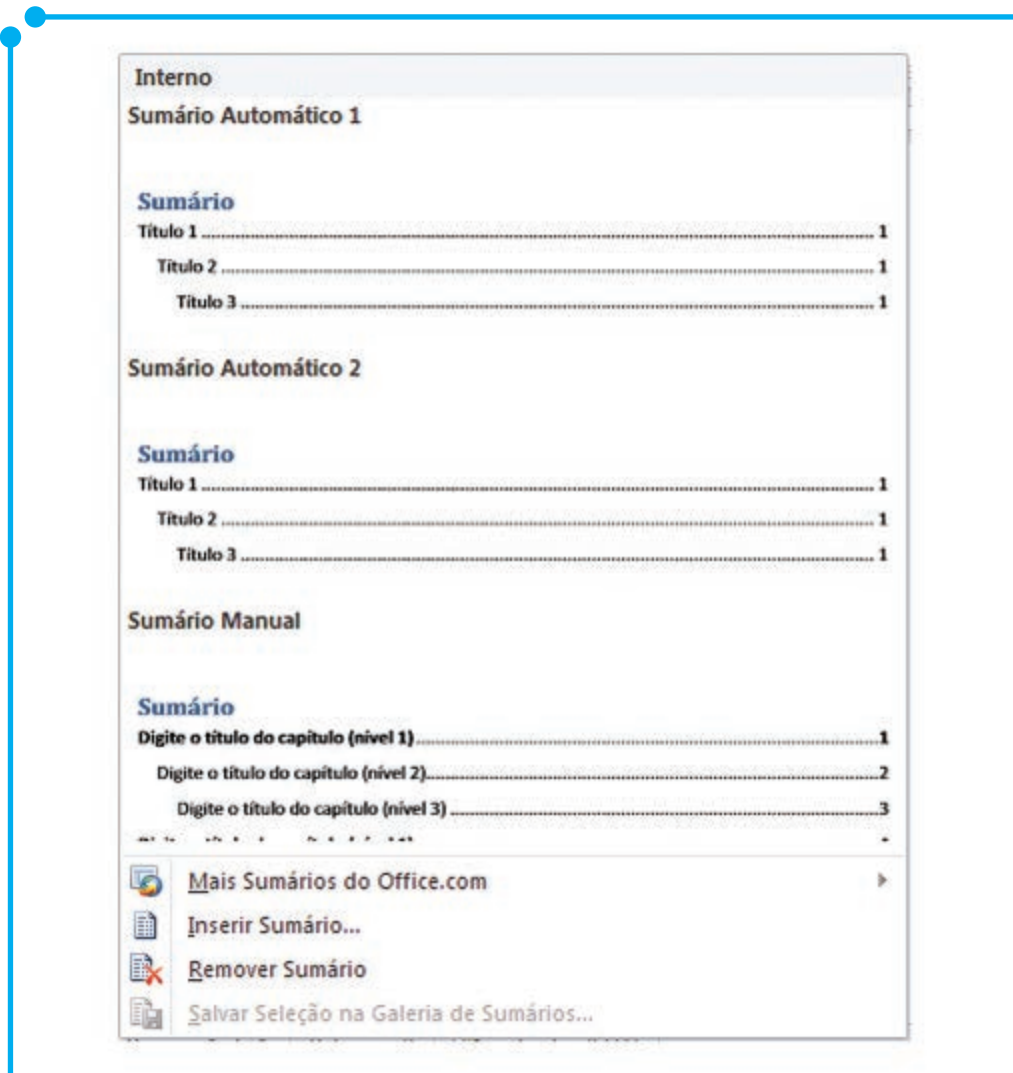 Interno
Sumário Automático 1
Sumário
Título 1 ........ 1
Título 2 ........ 1
Título 3 ........ 1
Sumário Automático 2
Sumário
Título 1 ........ 1
Título 2 ........ 1
Título 3 ........ 1
Sumário Manual
Sumário
Digite o título do capítulo (nível 1) ........ 1
Digite o título do capítulo (nível 2) ........ 2
Digite o título do capítulo (nível 3) ........ 3
Mais Sumários do Office.com
Inserir Sumário...
Remover Sumário
Salvar Seleção na Galeria de Sumários...